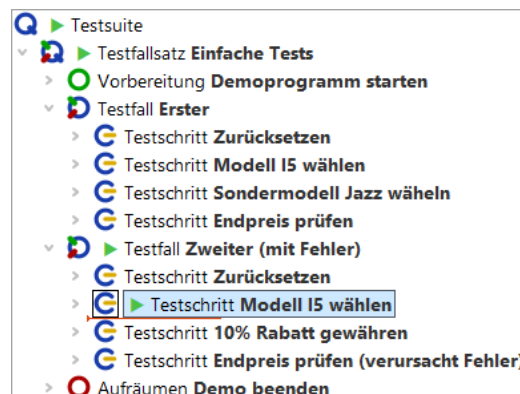 Testsuite
Testfallsatz Einfache Tests
Vorbereitung Demoprogramm starten
Testfall Erster
Testschritt Zurücksetzen
Testschritt Modell I5 wählen
Testschritt Sondermodell Jazz wäheln
Testschritt Endpreis prüfen
Testfall Zweiter (mit Fehler)
Testschritt Zurücksetzen
Testschritt Modell I5 wählen
Testschritt 10% Rabatt gewähren
Testschritt Endpreis prüfen (verursacht Fehler)
Aufräumen Demo beenden